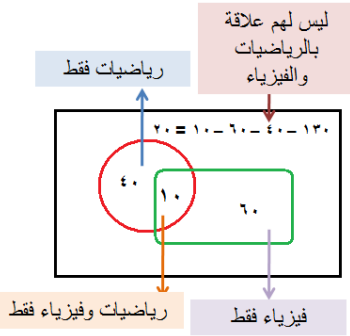 ليس لهم علاقة
بالرياضيات
والفيزياء
رياضيات فقط
١٣٠ – ٤٠ – ٦٠ – ١٠ = ٢٠
٤٠
١٠
٦٠
رياضيات وفيزياء فقط
فيزياء فقط